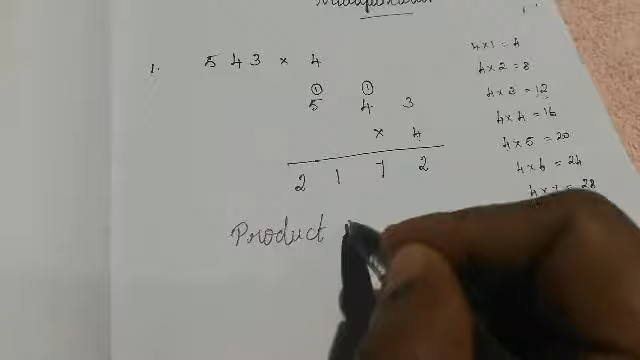 Multiplication
1. 543 × 4
① ①
5 4 3
× 4
2 1 7 2
Product
4 × 1 = 4
4 × 2 = 8
4 × 3 = 12
4 × 4 = 16
4 × 5 = 20
4 × 6 = 24
4 × 7 = 28